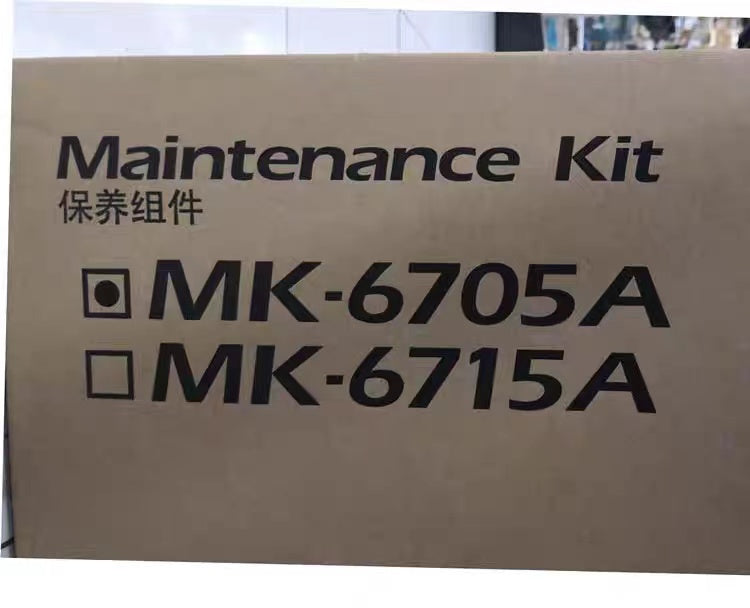 Maintenance Kit
保养组件
MK-6705A
MK-6715A